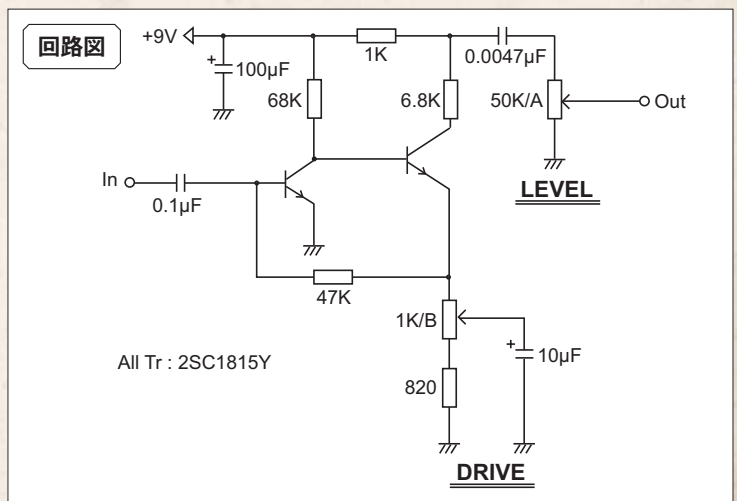 回路図
+9V
100μF
1K
0.0047μF
68K
6.8K
50K/A
Out
In
0.1μF
LEVEL
47K
1K/B
10μF
All Tr : 2SC1815Y
820
DRIVE